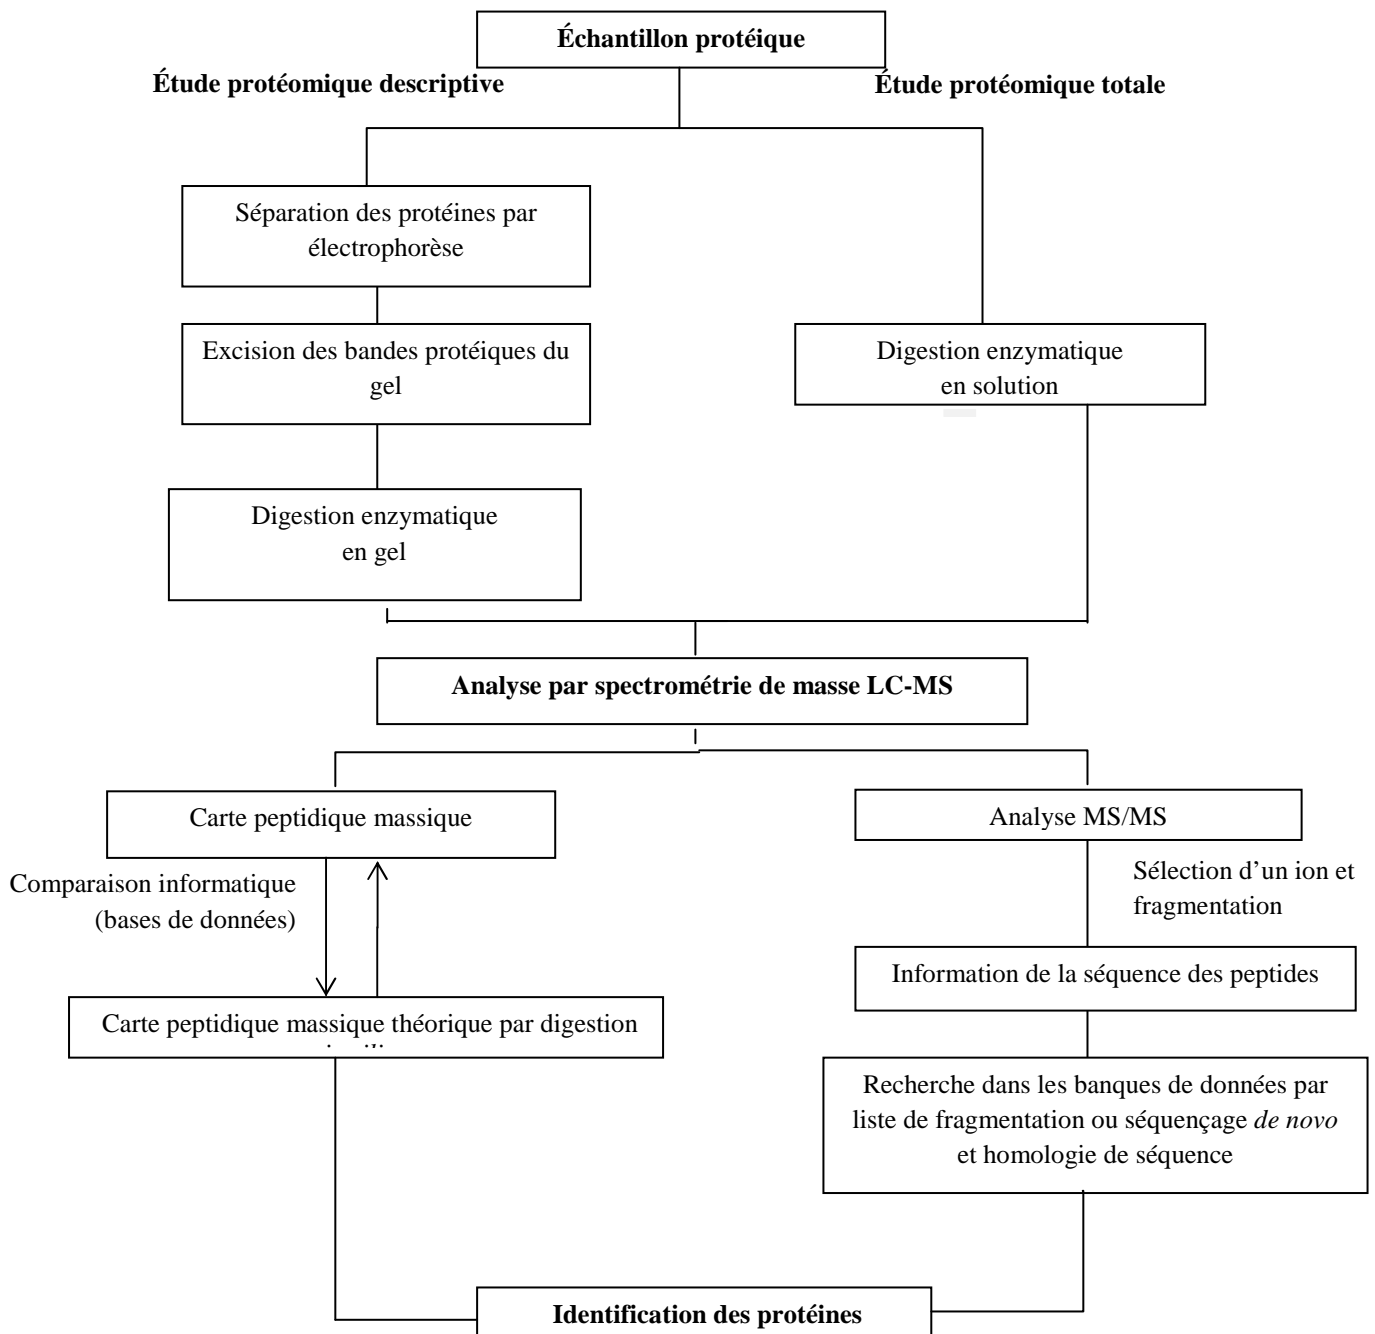 Échantillon protéique
Étude protéomique descriptive
Étude protéomique totale
Séparation des protéines par
électrophorèse
Excision des bandes protéiques du
gel
Digestion enzymatique
en solution
Digestion enzymatique
en gel
Analyse par spectrométrie de masse LC-MS
Carte peptidique massique
Analyse MS/MS
Comparaison informatique
(bases de données)
Sélection d’un ion et
fragmentation
Information de la séquence des peptides
Carte peptidique massique théorique par digestion
Recherche dans les banques de données par
liste de fragmentation ou séquençage de novo
et homologie de séquence
Identification des protéines